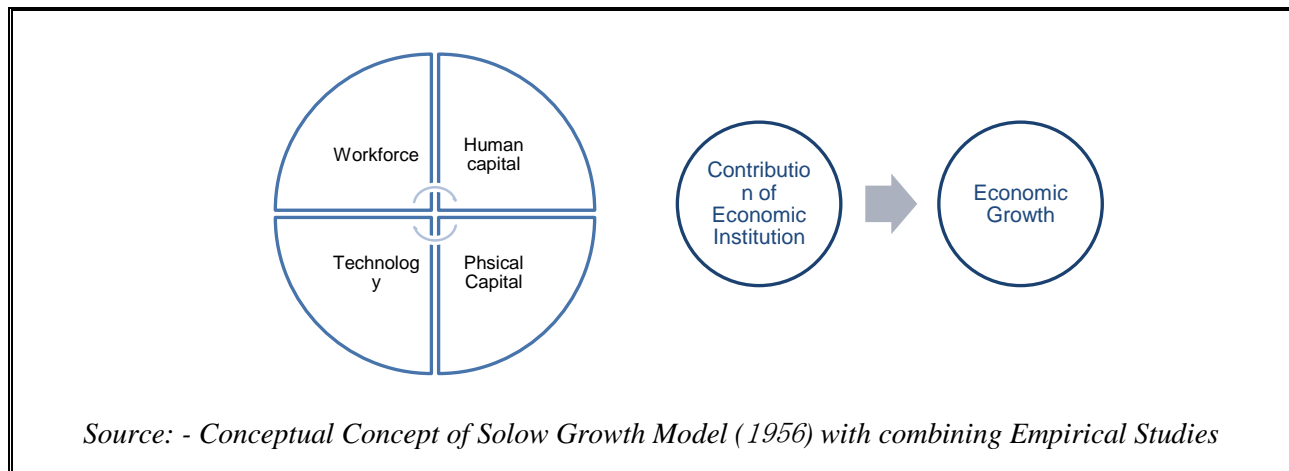 Workforce
Human
capital
Technolog
y
Phsical
Capital
Contributio
n of
Economic
Institution
Economic
Growth
Source: - Conceptual Concept of Solow Growth Model (1956) with combining Empirical Studies